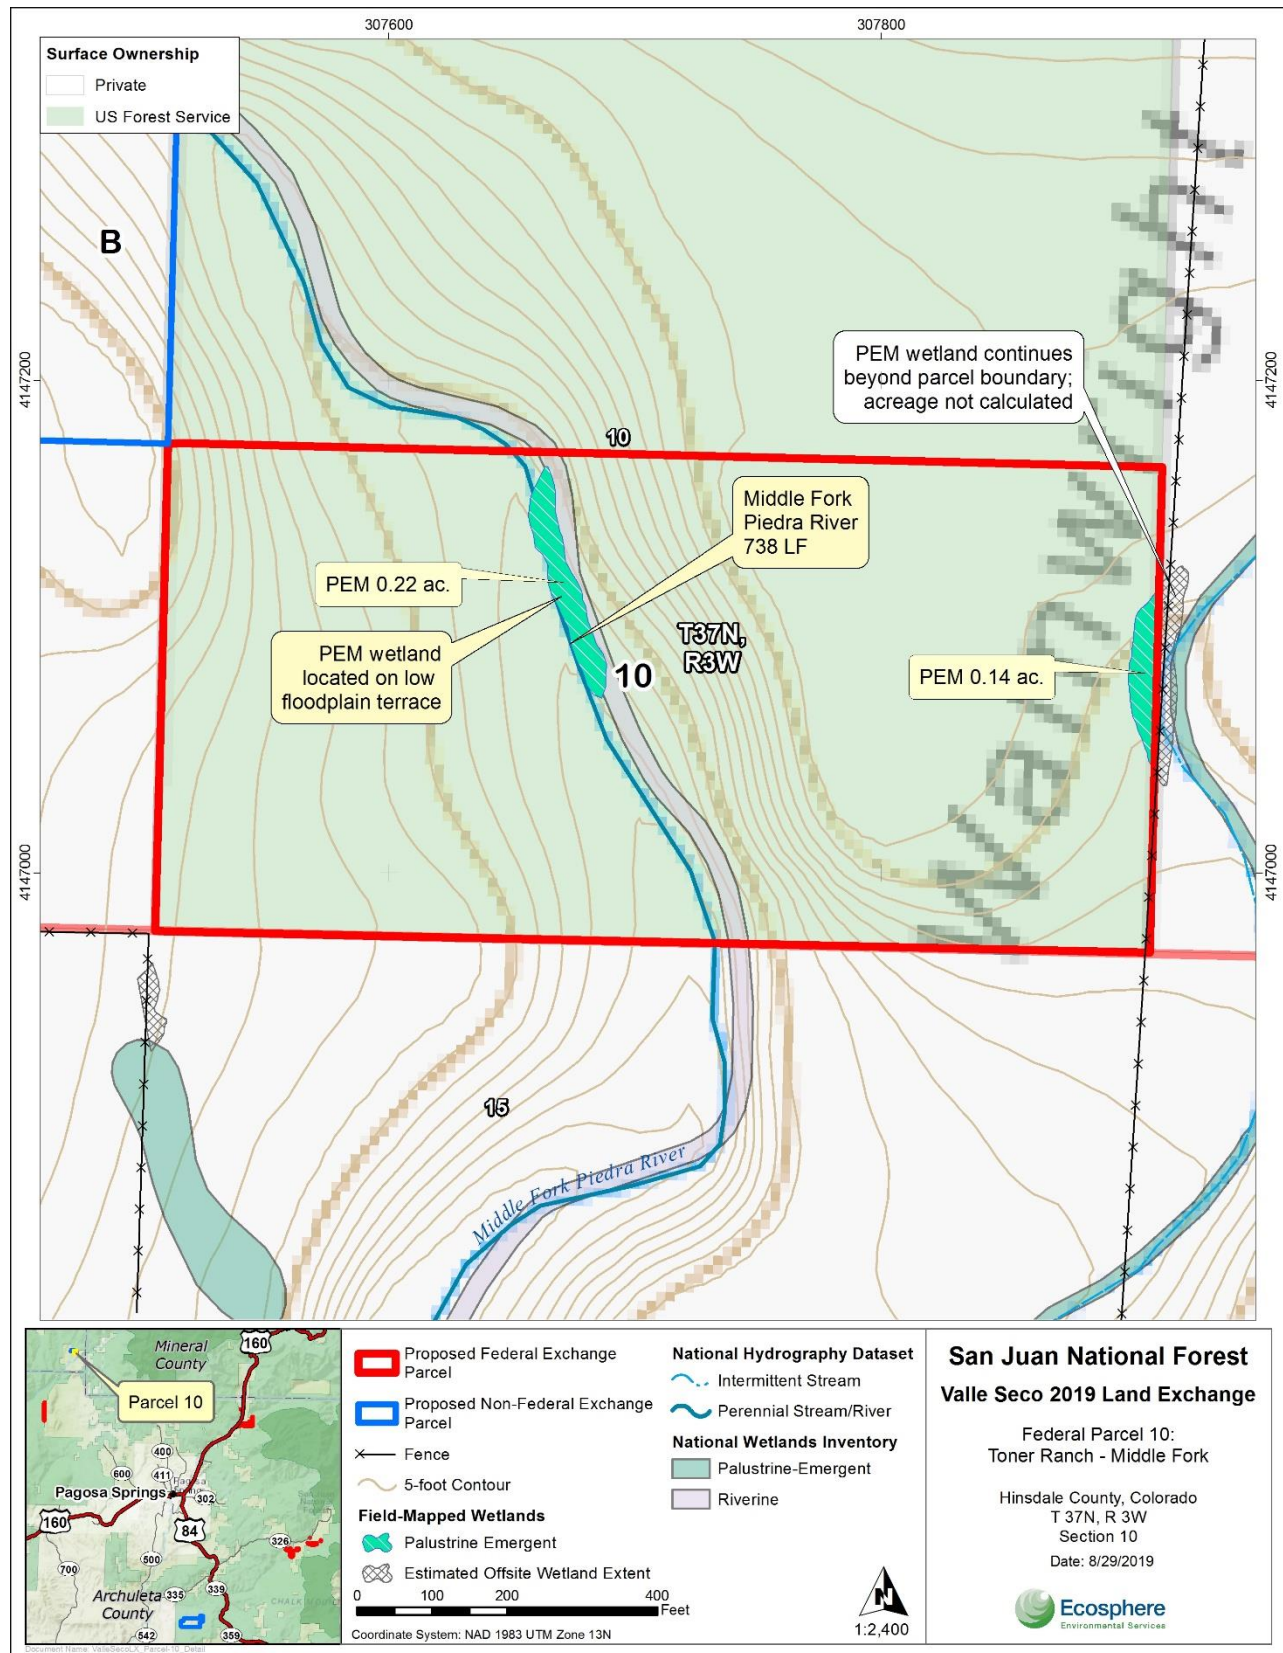 307600
307800
Surface Ownership
Private
US Forest Service
B
4147200
4147200
PEM wetland continues
beyond parcel boundary;
acreage not calculated
10
Middle Fork
Piedra River
738 LF
PEM 0.22 ac.
PEM wetland
located on low
floodplain terrace
T37N,
R3W
10
PEM 0.14 ac.
4147000
4147000
15
Middle Fork Piedra River
Mineral
County
160
Parcel 10
400
600
411
Pagosa Springs
302
160
84
326
500
700
339
335
Archuleta
County
542
359
Proposed Federal Exchange
Parcel
Proposed Non-Federal Exchange
Parcel
Fence
5-foot Contour
Field-Mapped Wetlands
Palustrine Emergent
Estimated Offsite Wetland Extent
0 100 200 400
Feet
Coordinate System: NAD 1983 UTM Zone 13N
National Hydrography Dataset
Intermittent Stream
Perennial Stream/River
National Wetlands Inventory
Palustrine-Emergent
Riverine
N
1:2,400
San Juan National Forest
Valle Seco 2019 Land Exchange
Federal Parcel 10:
Toner Ranch - Middle Fork
Hinsdale County, Colorado
T 37N, R 3W
Section 10
Date: 8/29/2019
Ecosphere
Environmental Services
Document Name: ValleSecoLX_Parcel-10_Detail